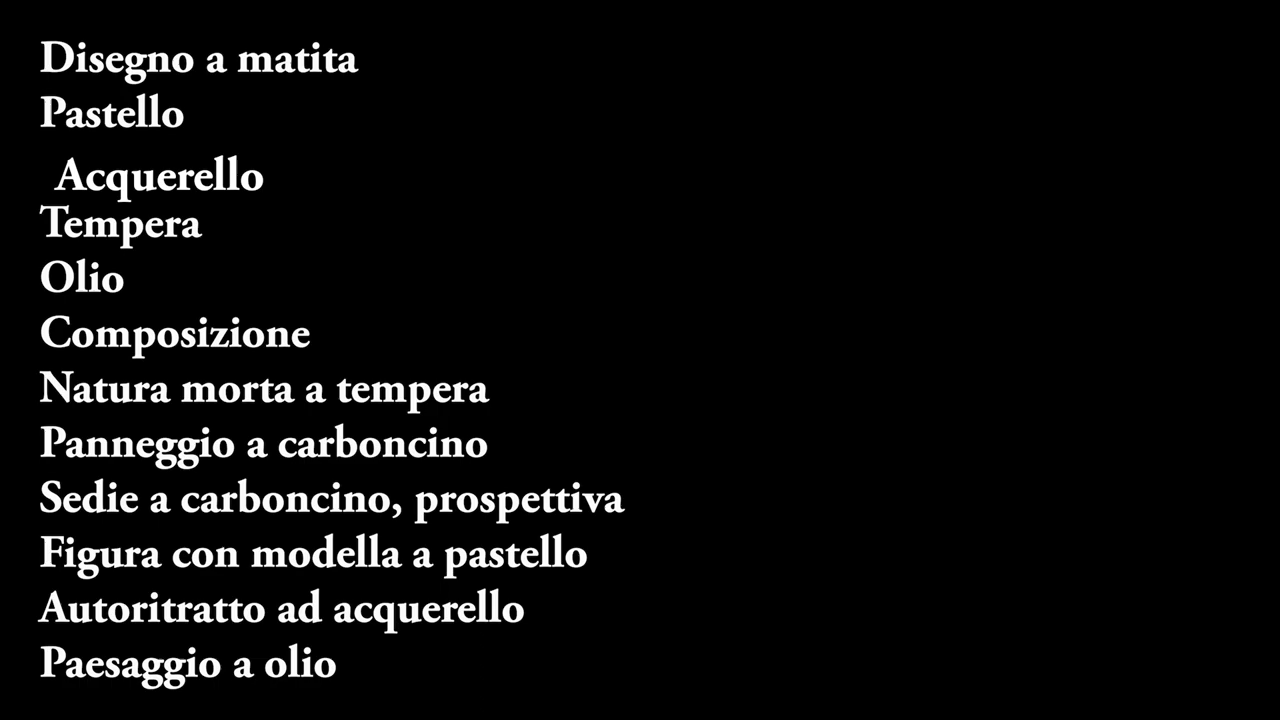 Disegno a matita
Pastello
Acquerello
Tempera
Olio
Composizione
Natura morta a tempera
Panneggio a carboncino
Sedie a carboncino, prospettiva
Figura con modella a pastello
Autoritratto ad acquerello
Paesaggio a olio